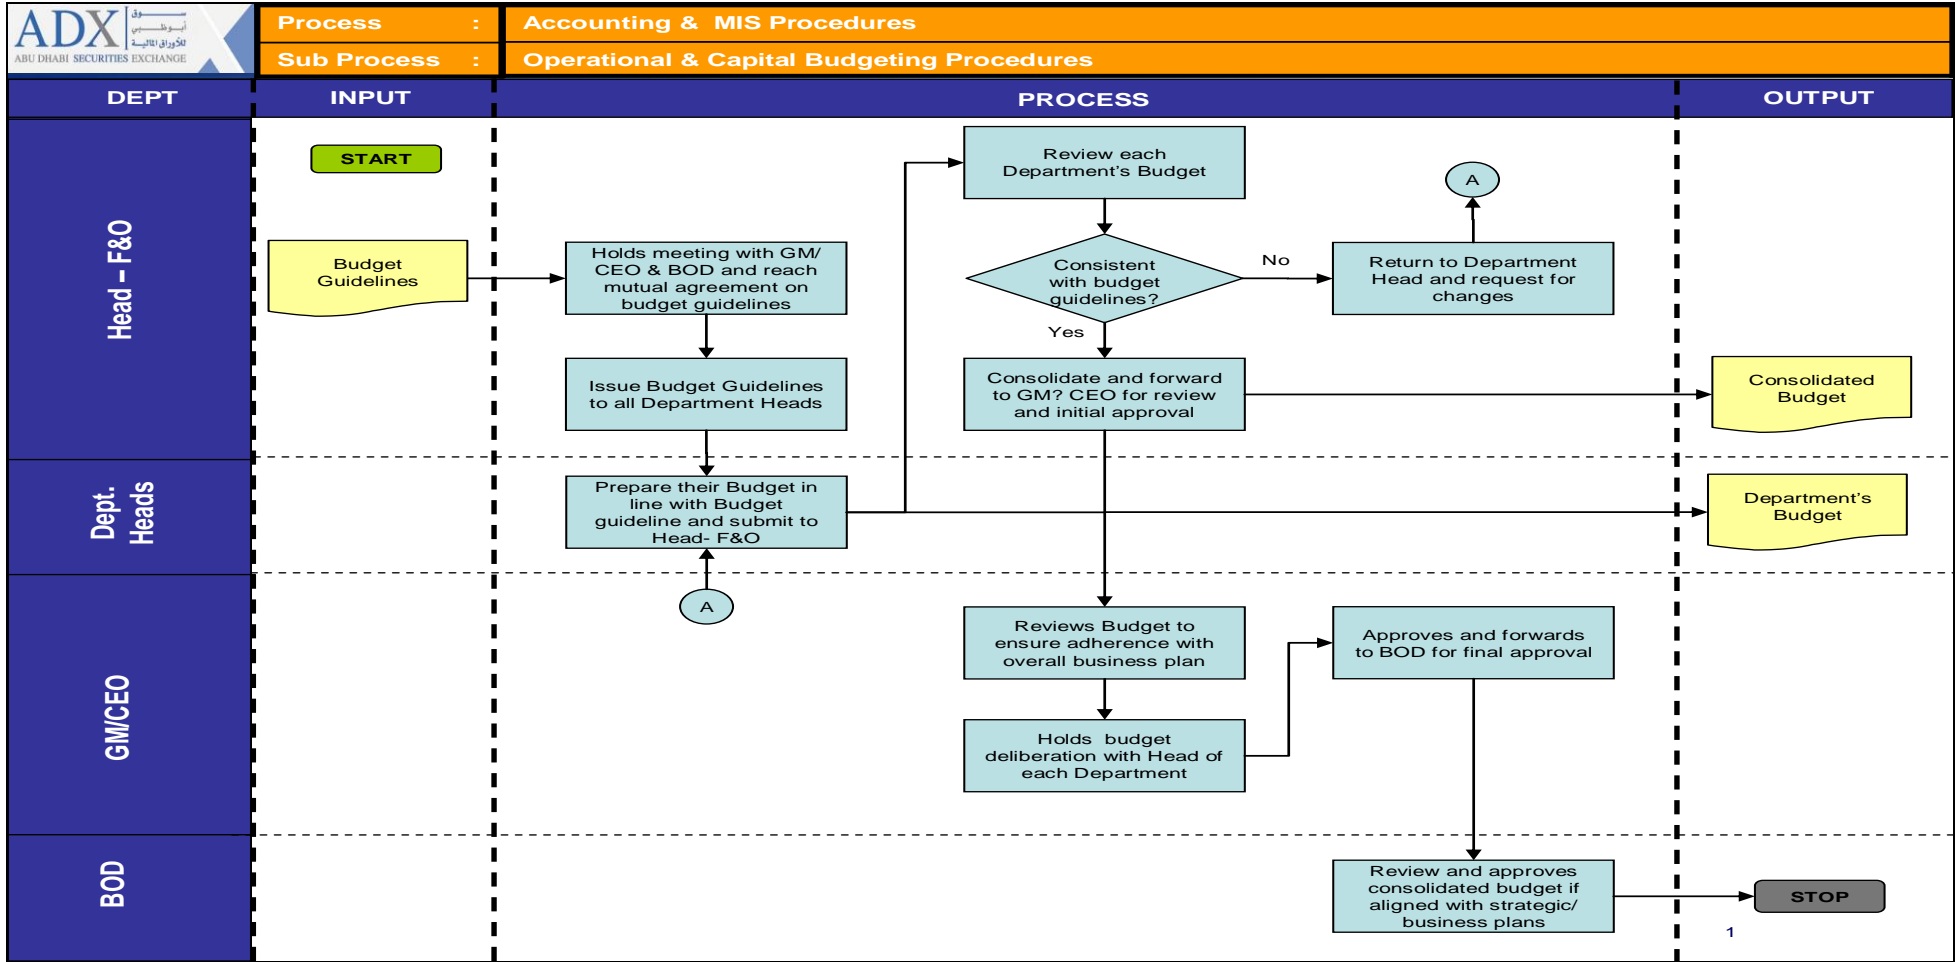 ADX
سوق
أبوظبي
للأوراق المالية
ABU DHABI SECURITIES EXCHANGE
Process : Accounting & MIS Procedures
Sub Process : Operational & Capital Budgeting Procedures
DEPT INPUT PROCESS OUTPUT
Head – F&O
START
Budget
Guidelines
Holds meeting with GM/
CEO & BOD and reach
mutual agreement on
budget guidelines
Issue Budget Guidelines
to all Department Heads
Review each
Department's Budget
Consistent
with budget
guidelines?
No
Yes
Return to Department
Head and request for
changes
A
Consolidate and forward
to GM? CEO for review
and initial approval
Consolidated
Budget
Dept.
Heads
Prepare their Budget in
line with Budget
guideline and submit to
Head- F&O
Department's
Budget
GM/CEO
A
Reviews Budget to
ensure adherence with
overall business plan
Holds budget
deliberation with Head of
each Department
Approves and forwards
to BOD for final approval
BOD
Review and approves
consolidated budget if
aligned with strategic/
business plans
STOP
1